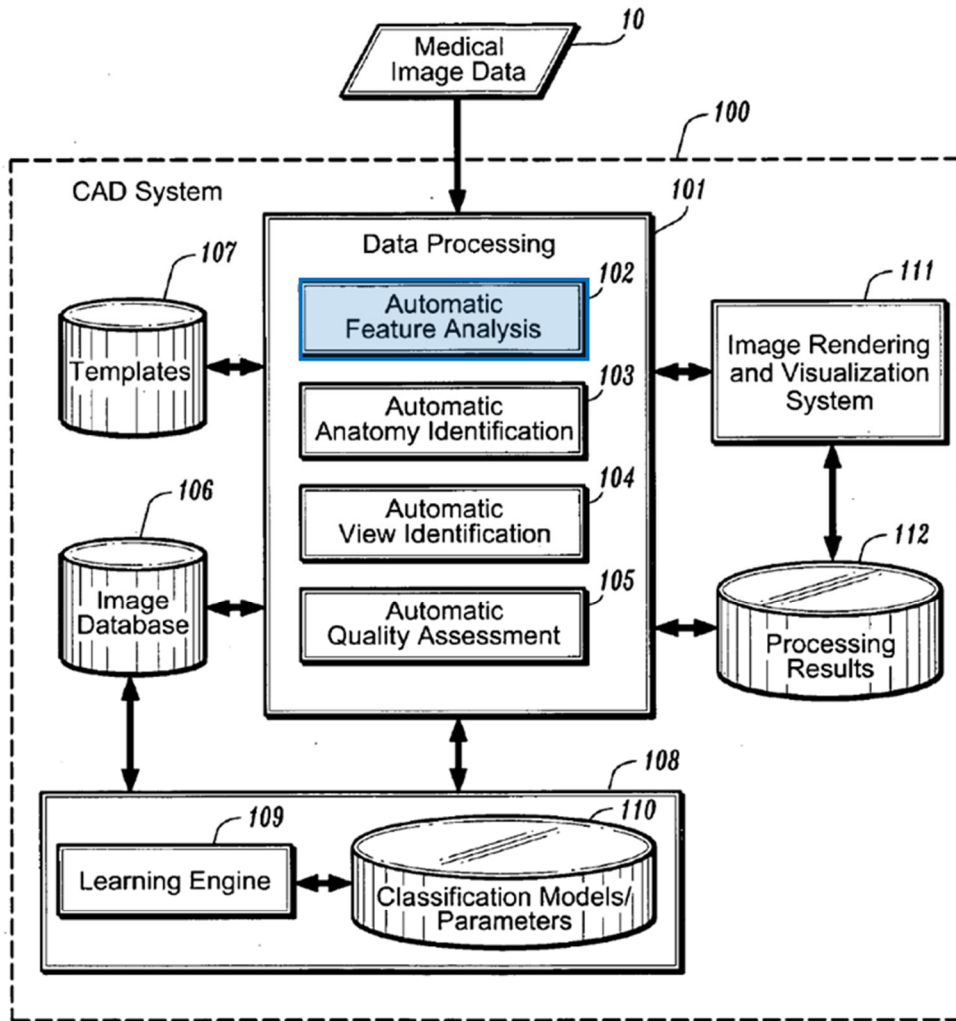 10
Medical
Image Data
100
CAD System
101
Data Processing
107
102
Automatic
Feature Analysis
111
Templates
Image Rendering
and Visualization
System
103
Automatic
Anatomy Identification
106
104
Automatic
View Identification
112
Image
Database
105
Automatic
Quality Assessment
Processing
Results
108
109
110
Learning Engine
Classification Models/
Parameters